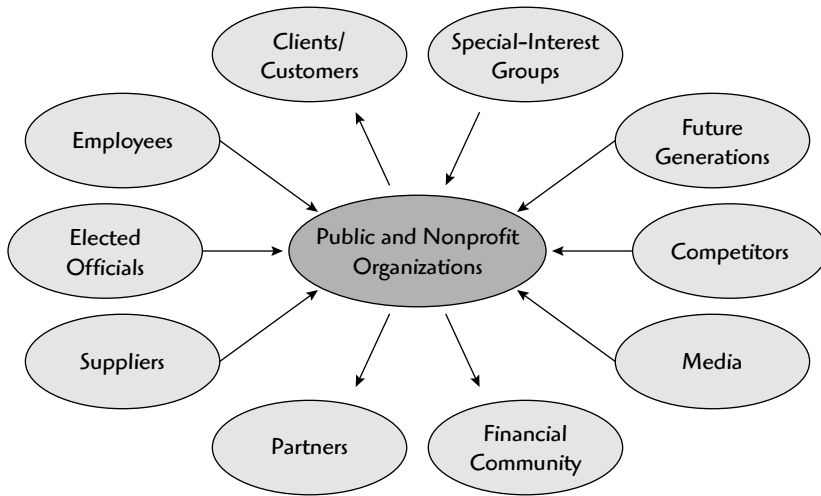 Clients/
Customers
Special-Interest
Groups
Employees
Future
Generations
Elected
Officials
Public and Nonprofit
Organizations
Competitors
Suppliers
Media
Partners
Financial
Community